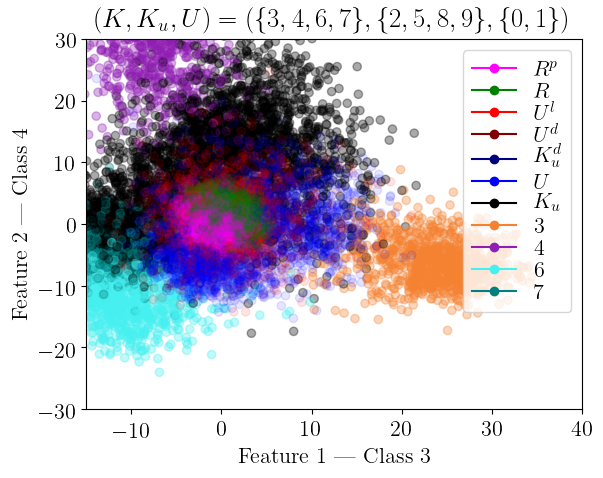 (K, K_u, U) = ({3, 4, 6, 7}, {2, 5, 8, 9}, {0, 1})
30
20
10
0
−10
−20
−30
−10
0
10
20
30
40
Feature 2 — Class 4
Feature 1 — Class 3
R^p
R
U^l
U^d
K_u^d
U
K_u
3
4
6
7